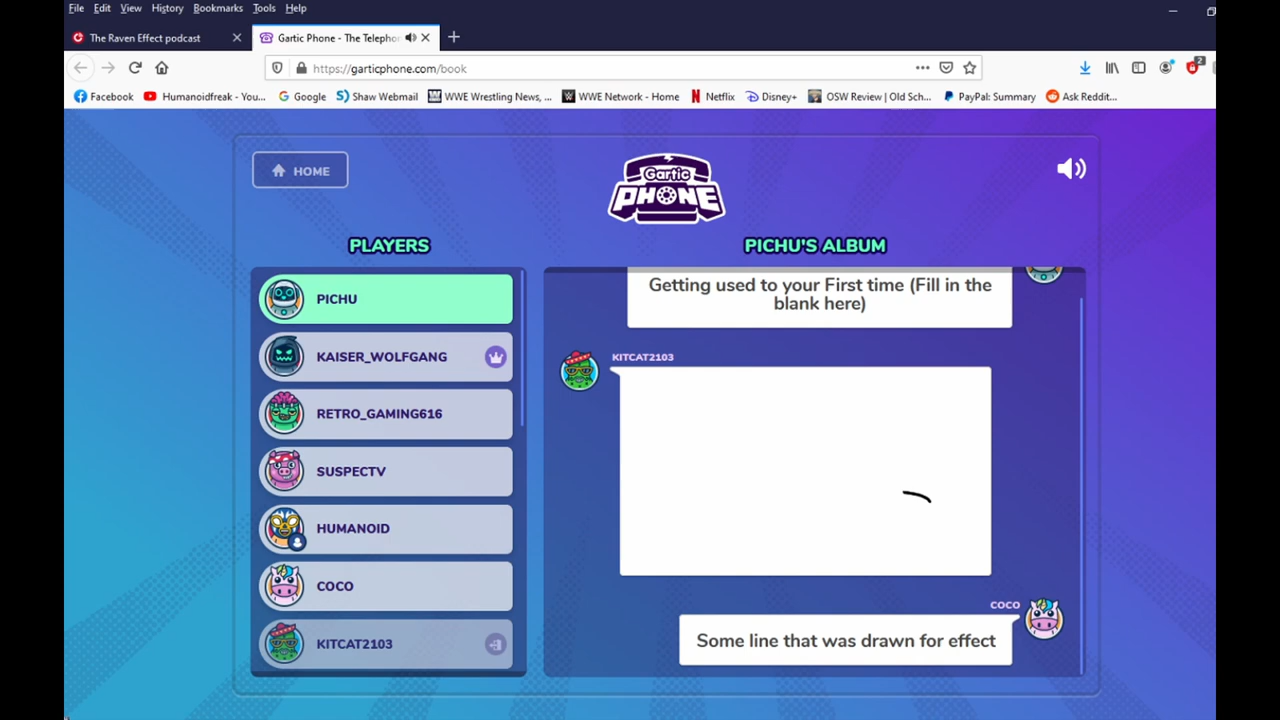 File Edit View History Bookmarks Tools Help
The Raven Effect podcast
Gartic Phone - The Telepho
https://garticphone.com/book
2
Facebook
Humanoidfreak - You...
Google
Shaw Webmail
WWE Wrestling News, ...
WWE Network - Home
Netflix
Disney+
OSW Review | Old Sch...
PayPal: Summary
Ask Reddit...
HOME
Gartic
PHONE
PLAYERS
PICHU'S ALBUM
PICHU
KAISER_WOLFGANG
RETRO_GAMING616
SUSPECTV
HUMANOID
COCO
KITCAT2103
Getting used to your First time (Fill in the
blank here)
KITCAT2103
COCO
Some line that was drawn for effect